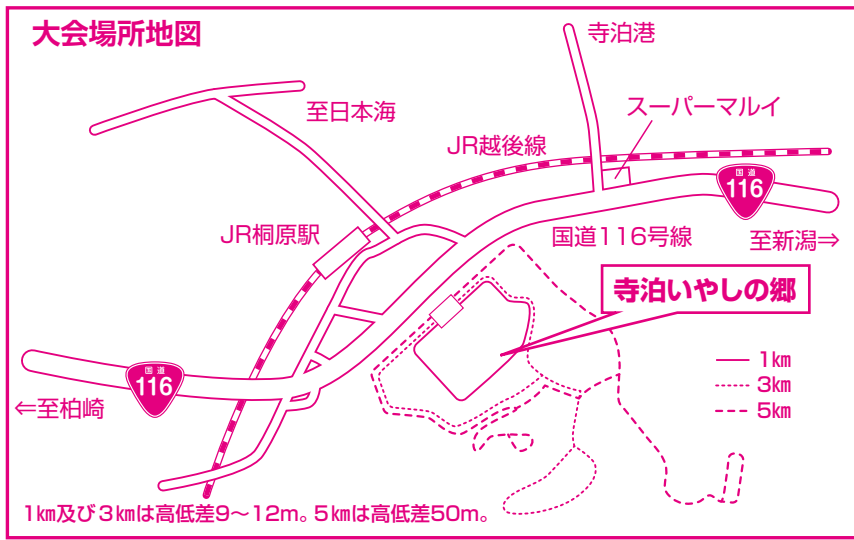 大会場所地図
寺泊港
至日本海
スーパーマルイ
JR越後線
国道
116
JR桐原駅
国道116号線
至新潟⇒
寺泊いやしの郷
国道
116
⇐至柏崎
1km
3km
5km
1km及び3kmは高低差9〜12m。5kmは高低差50m。